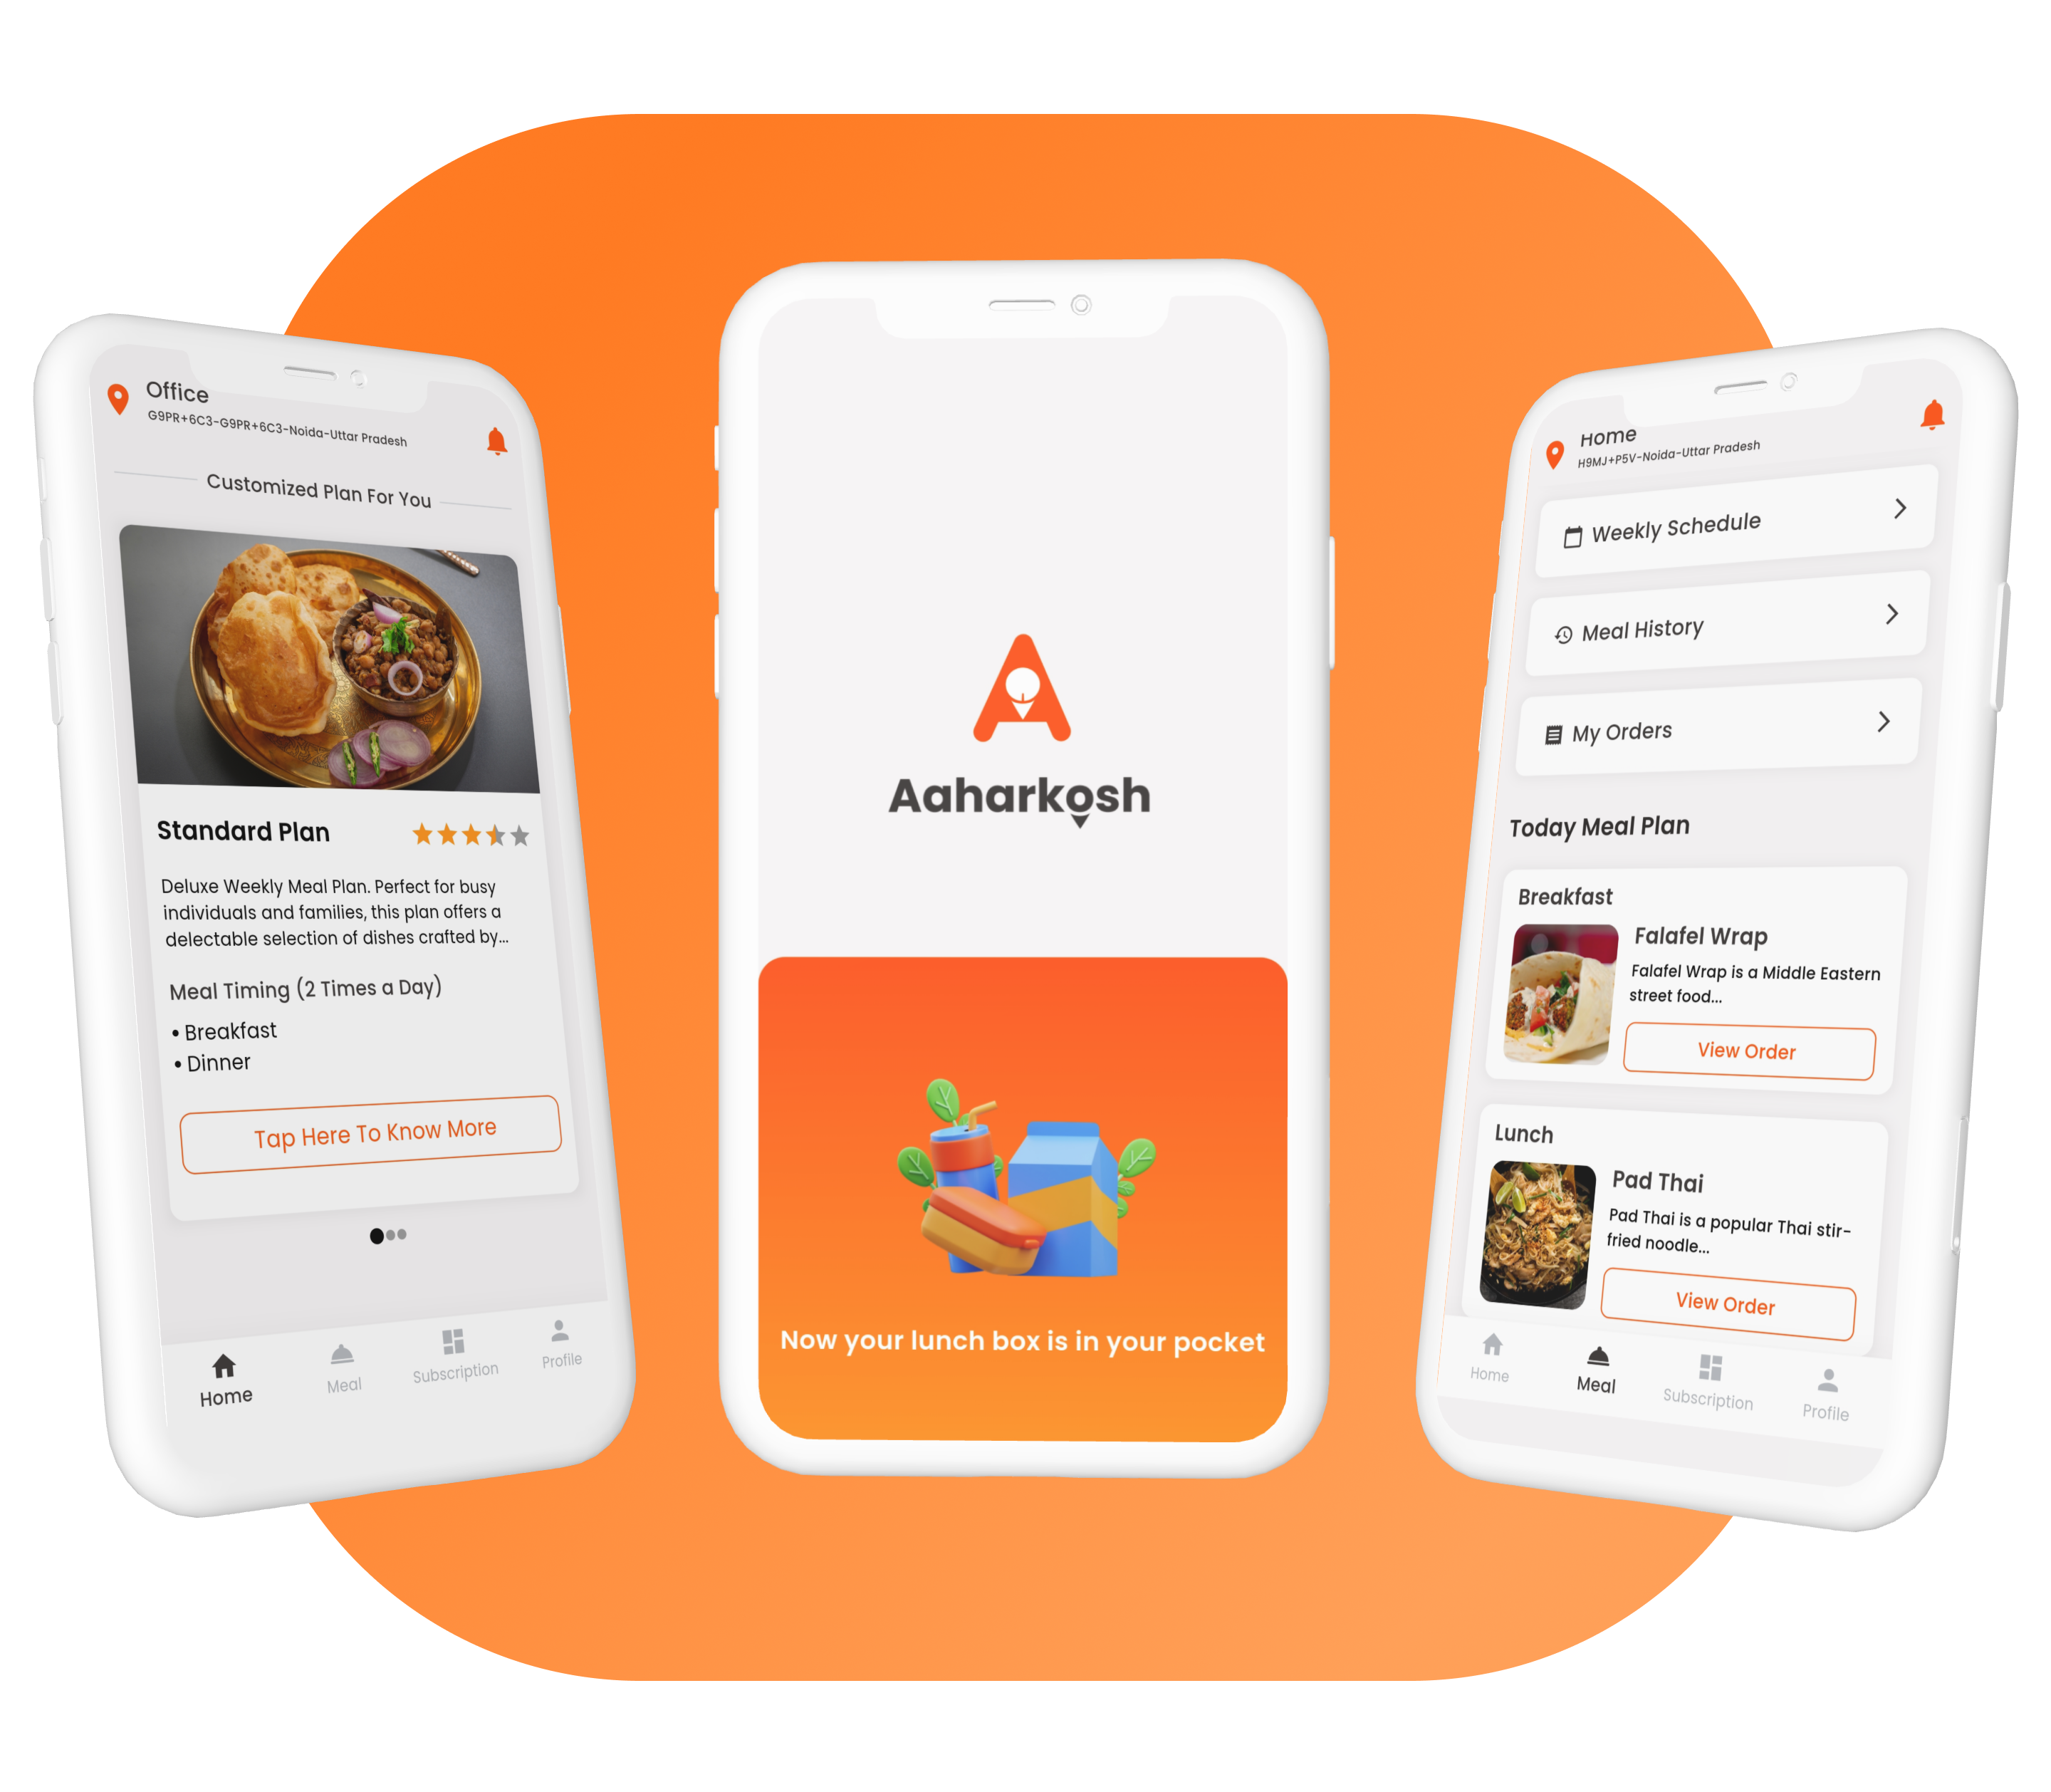 Office
G9PR+6C3-G9PR+6C3-Noida-Uttar Pradesh
Customized Plan For You
Standard Plan
Deluxe Weekly Meal Plan. Perfect for busy
individuals and families, this plan offers a
delectable selection of dishes crafted by...
Meal Timing (2 Times a Day)
• Breakfast
• Dinner
Tap Here To Know More
Home
Meal
Subscription
Profile
Aaharkosh
Now your lunch box is in your pocket
Home
H9MJ+P5V-Noida-Uttar Pradesh
Weekly Schedule
Meal History
My Orders
Today Meal Plan
Breakfast
Falafel Wrap
Falafel Wrap is a Middle Eastern
street food...
View Order
Lunch
Pad Thai
Pad Thai is a popular Thai stir-
fried noodle...
View Order
Home
Meal
Subscription
Profile